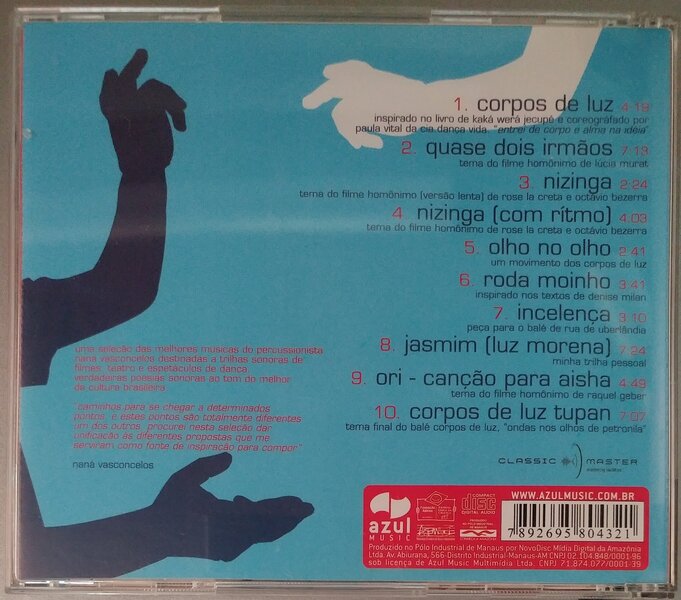 1. corpos de luz 4:19
inspirado no livro de kaká werá jecupé e coreografado por
paula vital da cia dança vida. "entrei de corpo e alma na idéia"
2. quase dois irmãos 7:13
tema do filme homônimo de lúcia murat
3. nizinga 2:24
tema do filme homônimo (versão lenta) de rose la creta e octávio bezerra
4. nizinga (com rítmo) 4:03
tema do filme homônimo de rose la creta e octávio bezerra
5. olho no olho 2:41
um movimento dos corpos de luz
6. roda moinho 3:41
inspirado nos textos de denise milan
7. incelença 3:10
peca para o balé de rua de uberlândia
8. jasmim (luz morena) 7:24
minha trilha pessoal
9. ori - canção para aisha 4:49
tema do filme homônimo de raquel geber
10. corpos de luz tupan 7:07
tema final do balé corpos de luz, "ondas nos olhos de petronila"
uma seleção das melhores musicas do percussionista
nana vasconcelos destinadas a trilhas sonoras de
filmes, teatro e espetáculos de dança.
verdadeiras poesias sonoras ao tom do melhor
da cultura brasileira.
"caminhos para se chegar a determinados
pontos, e estes pontos são totalmente diferentes
um dos outros. procurei nesta seleção dar
unificação às diferentes propostas que me
serviram como fonte de inspiração para compor"
nana vasconcelos
CLASSIC MASTER
azul
MUSIC
COMPACT
disc
DIGITAL AUDIO
WWW.AZULMUSIC.COM.BR
7 892695 804321
Produzido no Pólo Industrial de Manaus por NovoDisc Mídia Digital da Amazônia
Ltda. Av. Abiurana, 566-Distrito Industrial-Manaus-AM CNPJ 02.104.848/0001-96
sob licença de Azul Music Multimídia Ltda. CNPJ 71.874.077/0001-39